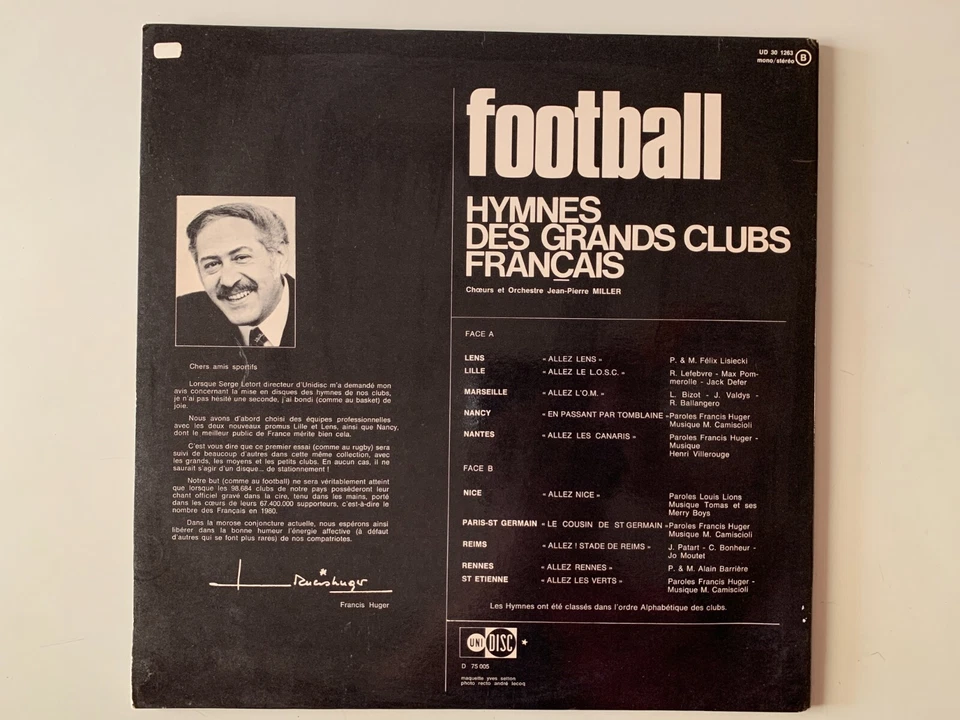 UD 30 1283
mono/stéréo B
football
HYMNES
DES GRANDS CLUBS
FRANÇAIS
Chœurs et Orchestre Jean-Pierre MILLER
Chers amis sportifs
Lorsque Serge Letort directeur d'Unidisc m'a demandé mon
avis concernant la mise en disques des hymnes de nos clubs,
je n'ai pas hésité une seconde, j'ai bondi (comme au basket) de
joie.
Nous avons d'abord choisi des équipes professionnelles
avec les deux nouveaux promus Lille et Lens, ainsi que Nancy,
dont le meilleur public de France mérite bien cela.
C'est vous dire que ce premier essai (comme au rugby) sera
suivi de beaucoup d'autres dans cette même collection, avec
les grands, les moyens et les petits clubs. En aucun cas, il ne
saurait s'agir d'un disque... de stationnement !
Notre but (comme au football) ne sera véritablement atteint
que lorsque les 98.684 clubs de notre pays possèderont leur
chant officiel gravé dans la cire, tenu dans les mains, porté
dans les cœurs de leurs 67.400.000 supporters, c'est-à-dire le
nombre des Français en 1980.
Dans la morose conjoncture actuelle, nous espérons ainsi
libérer dans la bonne humeur l'énergie affective (à défaut
d'autres qui se font plus rares) de nos compatriotes.
Francis Huger
Francis Huger
FACE A
LENS « ALLEZ LENS » P. & M. Félix Lisiecki
LILLE « ALLEZ LE L.O.S.C. » R. Lefebvre - Max Pom-
merolle - Jack Defer
MARSEILLE « ALLEZ L'O.M. » L. Bizot - J. Valdys -
R. Ballangero
NANCY « EN PASSANT PAR TOMBLAINE » Paroles Francis Huger
Musique M. Camiscioli
NANTES « ALLEZ LES CANARIS » Paroles Francis Huger -
Musique
Henri Villerouge
FACE B
NICE « ALLEZ NICE » Paroles Louis Lions
Musique Tomas et ses
Merry Boys
PARIS-ST GERMAIN « LE COUSIN DE ST GERMAIN » Paroles Francis Huger
Musique M. Camiscioli
REIMS « ALLEZ ! STADE DE REIMS » J. Patart - C. Bonheur -
Jo Moutet
RENNES « ALLEZ RENNES » P. & M. Alain Barrière
ST ETIENNE « ALLEZ LES VERTS » Paroles Francis Huger -
Musique M. Camiscioli
Les Hymnes ont été classés dans l'ordre Alphabétique des clubs.
UNI DISC
D 75 005
maquette yves setton
photo recto andré lecoq